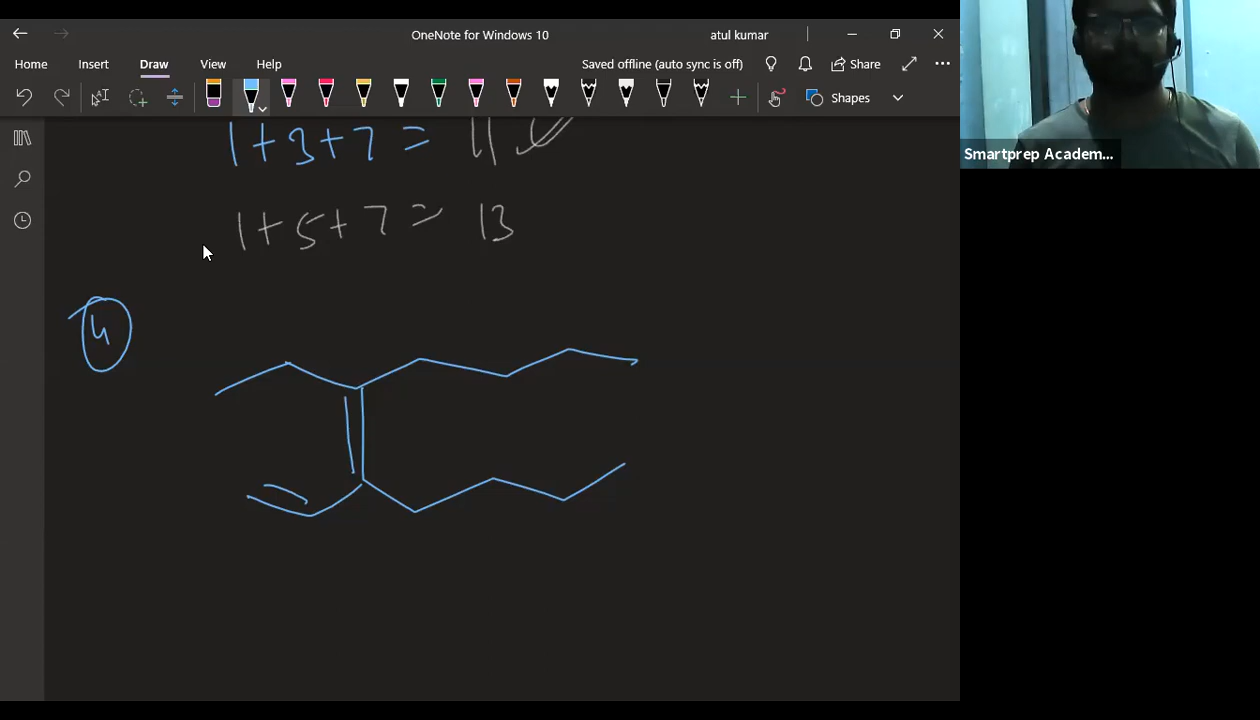 OneNote for Windows 10
atul kumar
Home Insert Draw View Help
Saved offline (auto sync is off)
Share
Shapes
1+3+7= 11
1+5+7= 13
4
Smartprep Academ...